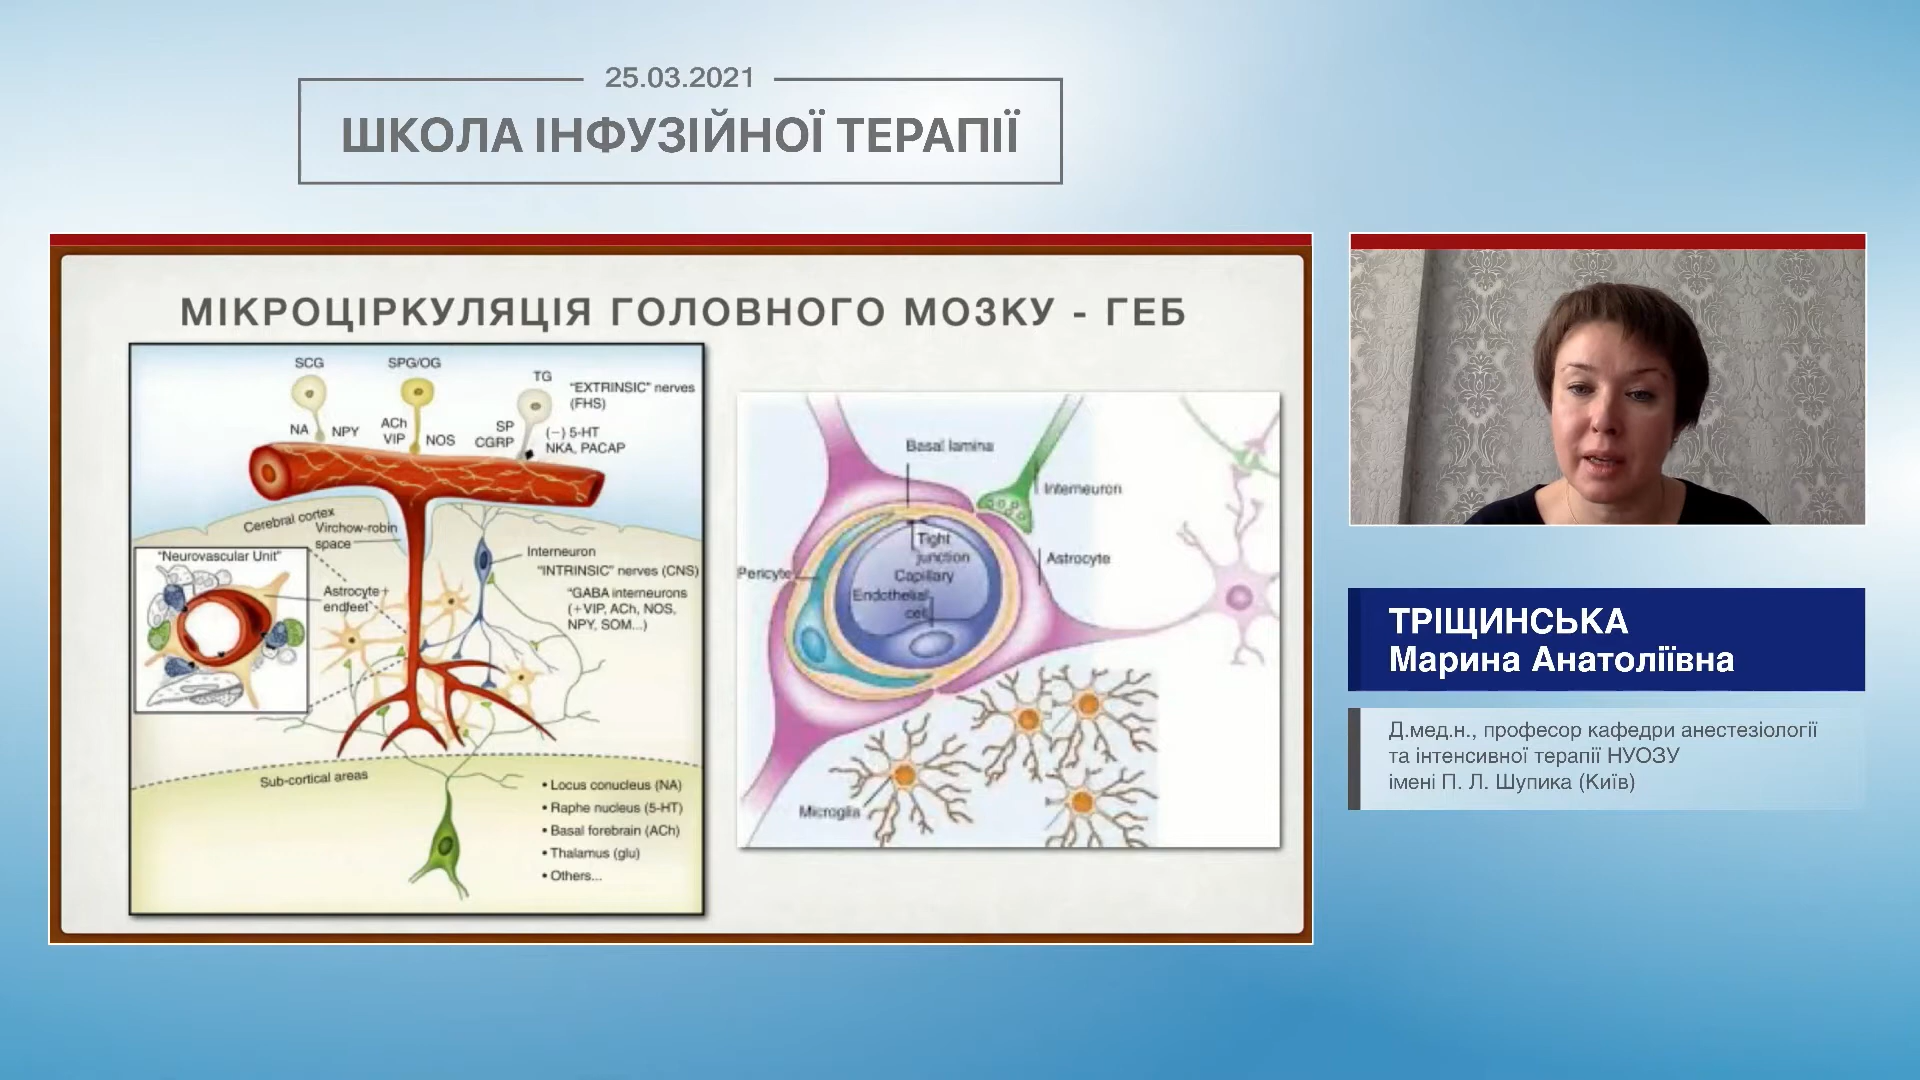 25.03.2021
ШКОЛА ІНФУЗІЙНОЇ ТЕРАПІЇ
МІКРОЦІРКУЛЯЦІЯ ГОЛОВНОГО МОЗКУ - ГЕБ
SCG
SPG/OG
TG
"EXTRINSIC" nerves
(FHS)
NA
NPY
ACh
VIP
NOS
SP
CGRP
(−) 5-HT
NKA, PACAP
Cerebral cortex
Virchow-robin
space
"Neurovascular Unit"
Astrocyte
endfeet
Interneuron
"INTRINSIC" nerves (CNS)
"GABA interneurons
(+VIP, ACh, NOS,
NPY, SOM...)
Sub-cortical areas
• Locus conucleus (NA)
• Raphe nucleus (5-HT)
• Basal forebrain (ACh)
• Thalamus (glu)
• Others...
Basal lamina
Interneuron
Tight
junction
Capillary
Endothelial
cell
Astrocyte
Pericyte
Microglia
ТРІЩИНСЬКА
Марина Анатоліївна
Д.мед.н., професор кафедри анестезіології
та інтенсивної терапії НУОЗУ
імені П. Л. Шупика (Київ)